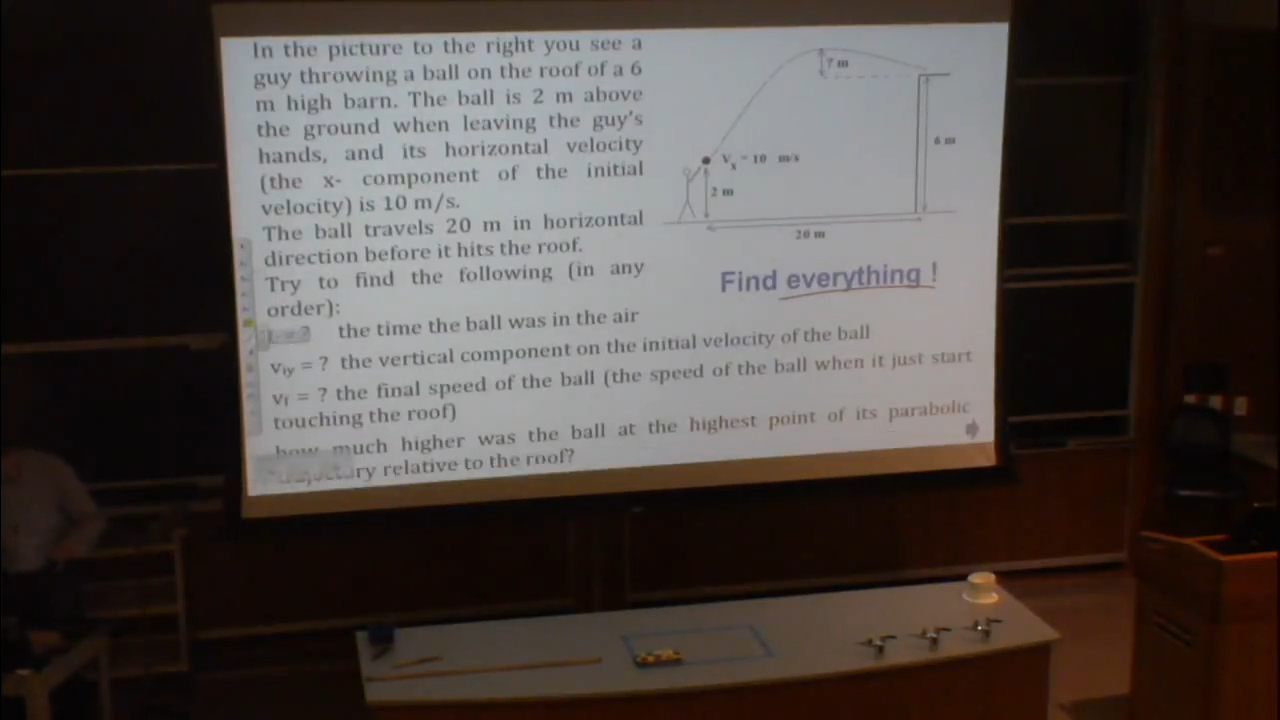 In the picture to the right you see a
guy throwing a ball on the roof of a 6
m high barn. The ball is 2 m above
the ground when leaving the guy's
hands, and its horizontal velocity
(the x- component of the initial
velocity) is 10 m/s.
The ball travels 20 m in horizontal
direction before it hits the roof.
Try to find the following (in any
order):
= ? the time the ball was in the air
viy = ? the vertical component on the initial velocity of the ball
vf = ? the final speed of the ball (the speed of the ball when it just start
touching the roof)
how much higher was the ball at the highest point of its parabolic
relative to the roof?
? m
6 m
Vx = 10 m/s
2 m
20 m
Find everything !